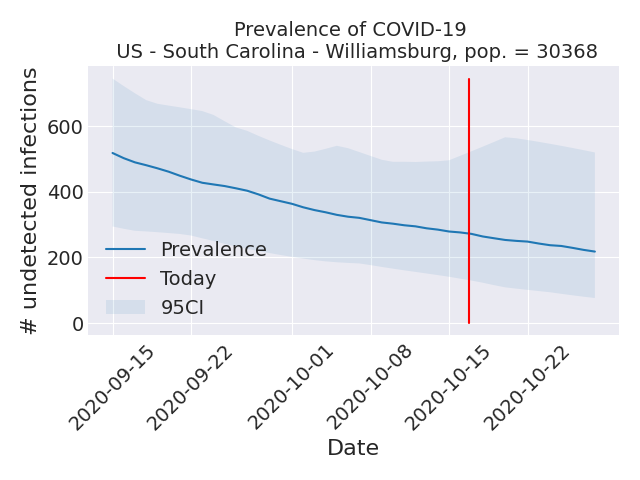 Prevalence of COVID-19
US - South Carolina - Williamsburg, pop. = 30368
# undetected infections
600
400
200
0
Prevalence
Today
95CI
2020-09-15
2020-09-22
2020-10-01
2020-10-08
2020-10-15
2020-10-22
Date